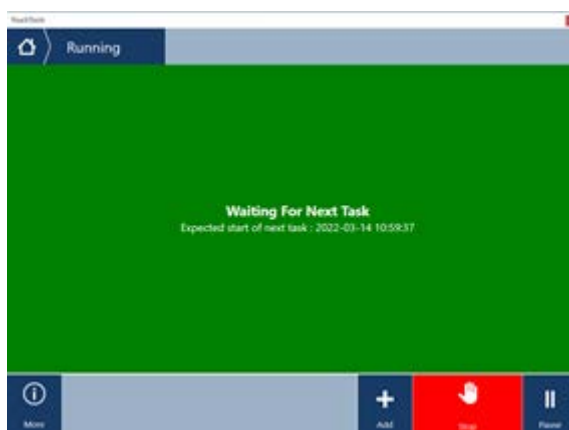 Running
Waiting For Next Task
Expected start of next task : 2022-03-14 10:59:37
More
Add
Stop
Pause